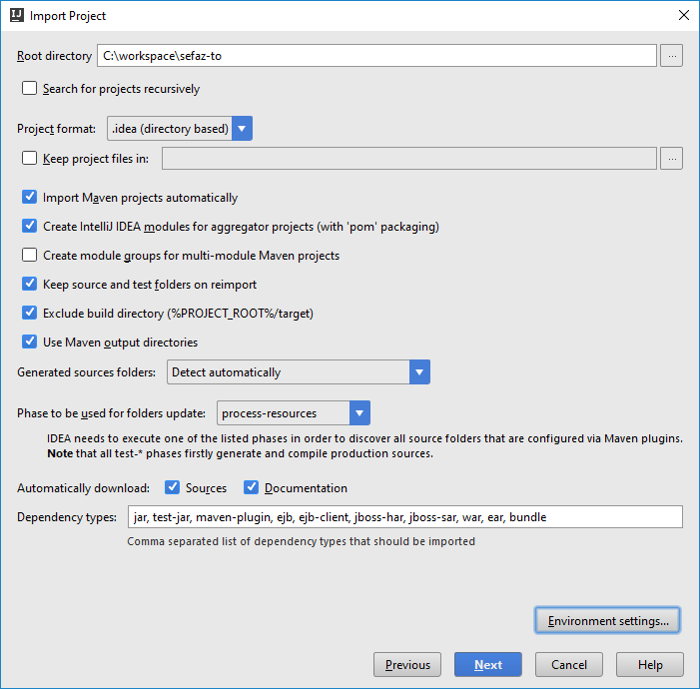 IJ Import Project
Root directory C:\workspace\sefaz-to ...
Search for projects recursively
Project format: .idea (directory based)
Keep project files in: ...
Import Maven projects automatically
Create IntelliJ IDEA modules for aggregator projects (with 'pom' packaging)
Create module groups for multi-module Maven projects
Keep source and test folders on reimport
Exclude build directory (%PROJECT_ROOT%/target)
Use Maven output directories
Generated sources folders: Detect automatically
Phase to be used for folders update: process-resources
IDEA needs to execute one of the listed phases in order to discover all source folders that are configured via Maven plugins.
Note that all test-* phases firstly generate and compile production sources.
Automatically download: Sources Documentation
Dependency types: jar, test-jar, maven-plugin, ejb, ejb-client, jboss-har, jboss-sar, war, ear, bundle
Comma separated list of dependency types that should be imported
Environment settings...
Previous Next Cancel Help